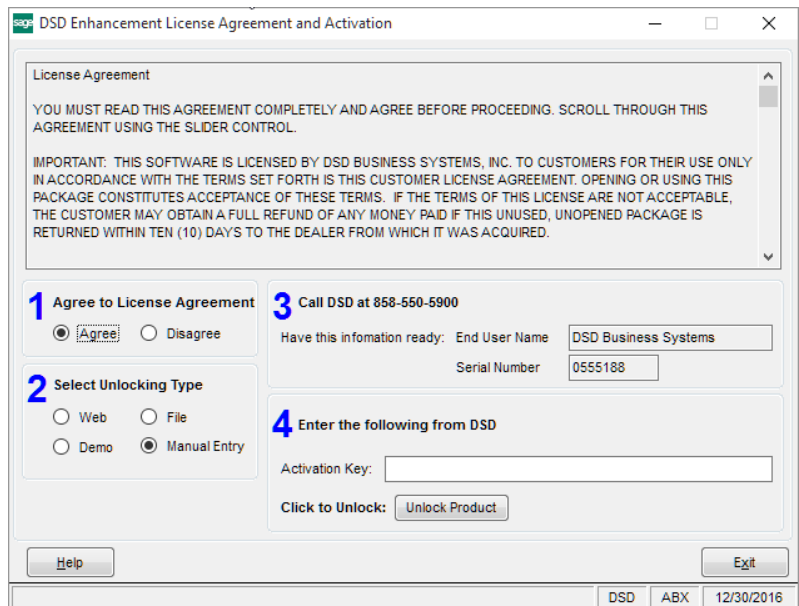 sage DSD Enhancement License Agreement and Activation
License Agreement
YOU MUST READ THIS AGREEMENT COMPLETELY AND AGREE BEFORE PROCEEDING. SCROLL THROUGH THIS
AGREEMENT USING THE SLIDER CONTROL.
IMPORTANT: THIS SOFTWARE IS LICENSED BY DSD BUSINESS SYSTEMS, INC. TO CUSTOMERS FOR THEIR USE ONLY
IN ACCORDANCE WITH THE TERMS SET FORTH IS THIS CUSTOMER LICENSE AGREEMENT. OPENING OR USING THIS
PACKAGE CONSTITUTES ACCEPTANCE OF THESE TERMS. IF THE TERMS OF THIS LICENSE ARE NOT ACCEPTABLE,
THE CUSTOMER MAY OBTAIN A FULL REFUND OF ANY MONEY PAID IF THIS UNUSED, UNOPENED PACKAGE IS
RETURNED WITHIN TEN (10) DAYS TO THE DEALER FROM WHICH IT WAS ACQUIRED.
1 Agree to License Agreement
Agree Disagree
2 Select Unlocking Type
Web File
Demo Manual Entry
3 Call DSD at 858-550-5900
Have this infomation ready: End User Name DSD Business Systems
Serial Number 0555188
4 Enter the following from DSD
Activation Key:
Click to Unlock: Unlock Product
Help Exit
DSD ABX 12/30/2016